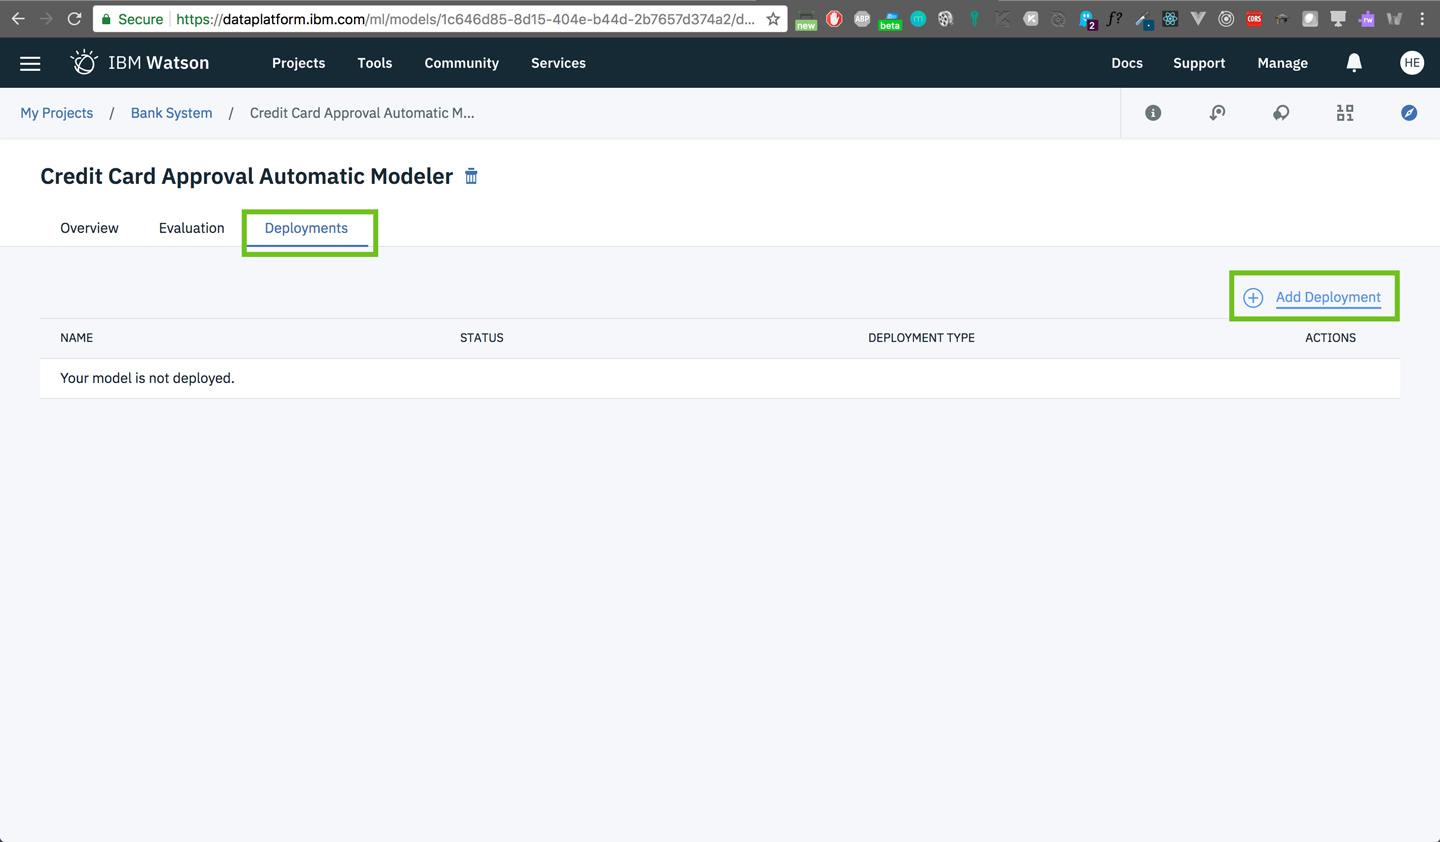 Secure https://dataplatform.ibm.com/ml/models/1c646d85-8d15-404e-b44d-2b7657d374a2/d...
new ABP beta m K 2 f? CORS rw W
IBM Watson Projects Tools Community Services Docs Support Manage HE
My Projects / Bank System / Credit Card Approval Automatic M...
Credit Card Approval Automatic Modeler
Overview Evaluation Deployments
Add Deployment
NAME STATUS DEPLOYMENT TYPE ACTIONS
Your model is not deployed.